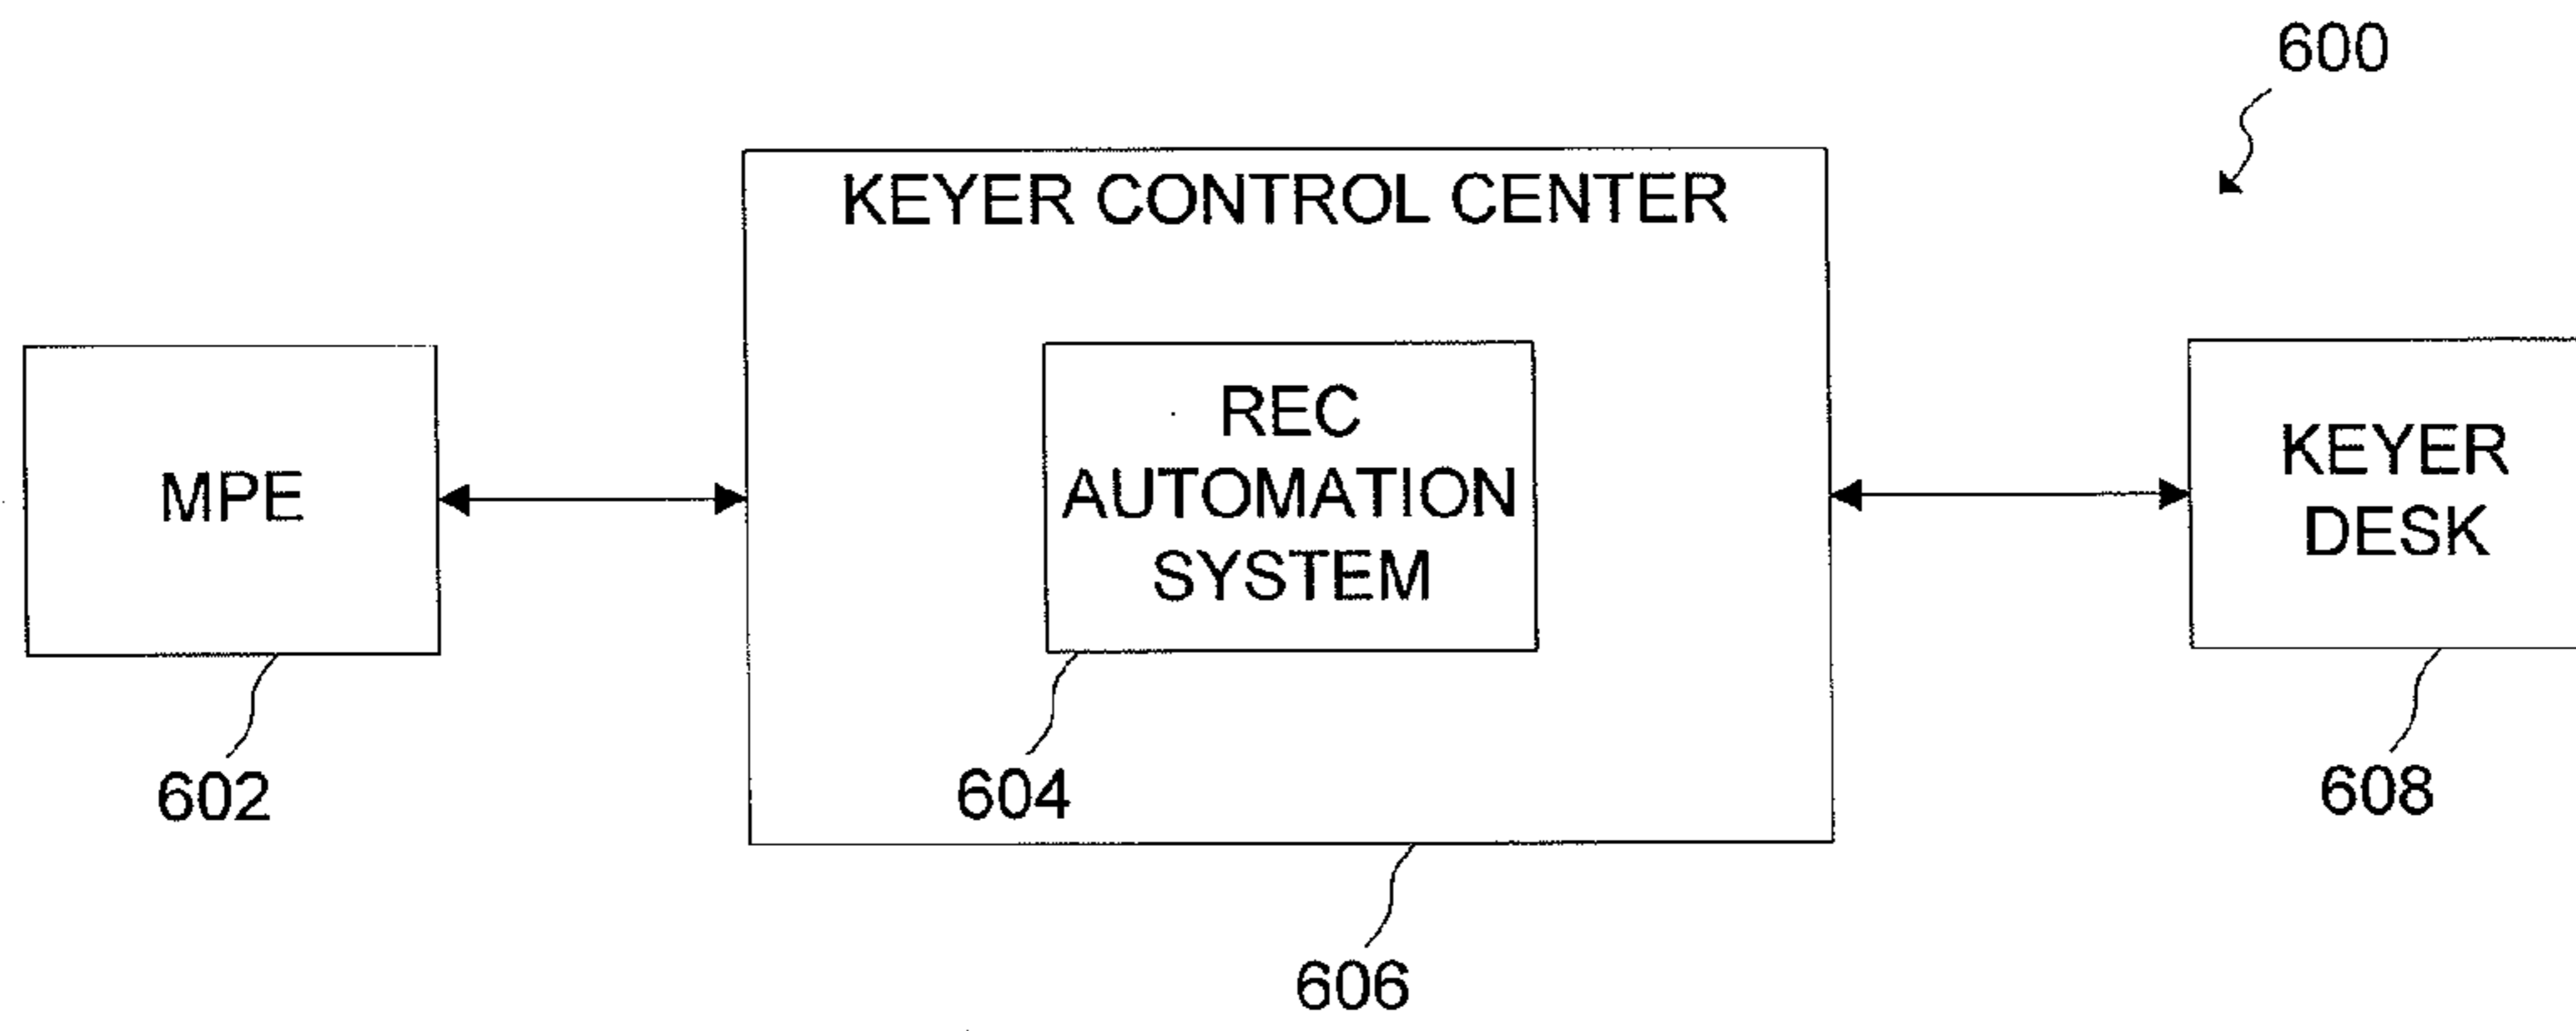 600
KEYER CONTROL CENTER
MPE
REC
AUTOMATION
SYSTEM
KEYER
DESK
602
604
606
608